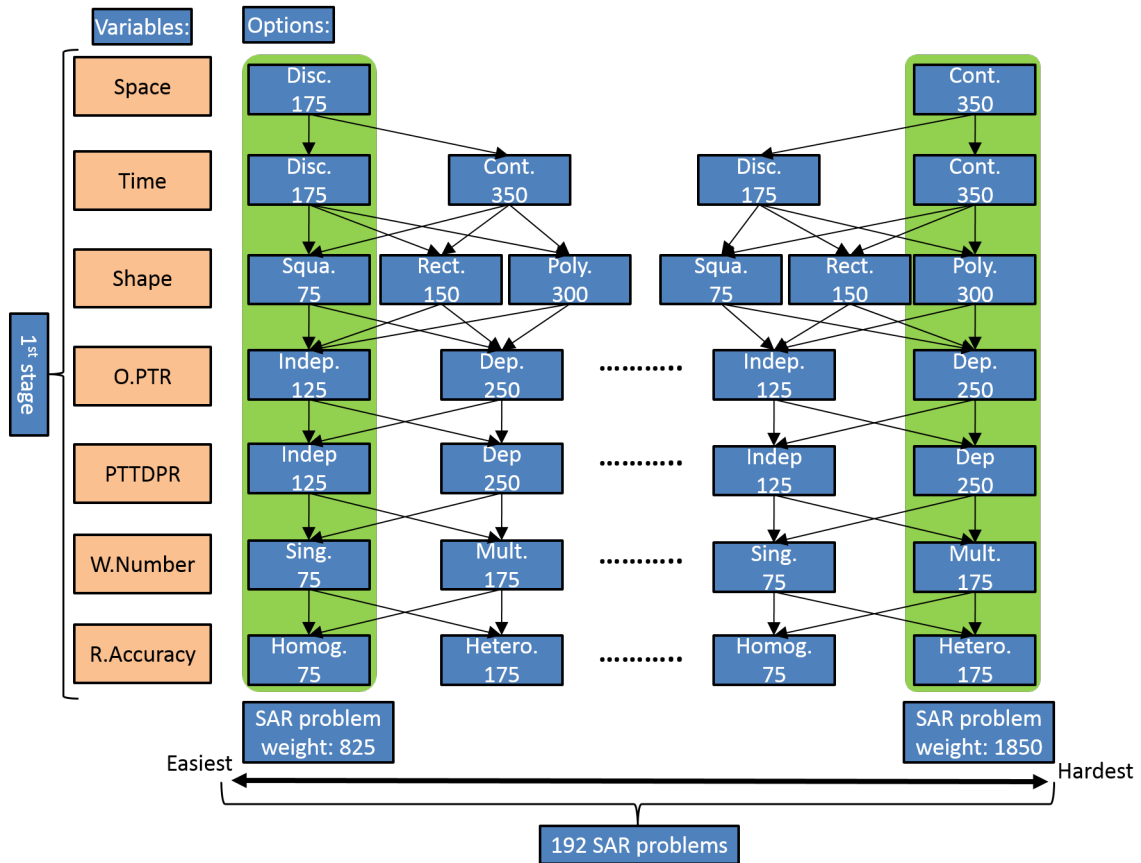 Variables:
Options:
Space
Disc.
175
Cont.
350
Time
Disc.
175
Cont.
350
Disc.
175
Cont.
350
Shape
Squa.
75
Rect.
150
Poly.
300
Squa.
75
Rect.
150
Poly.
300
1st stage
O.PTR
Indep.
125
Dep.
250
............
Indep.
125
Dep.
250
PTTDPR
Indep
125
Dep
250
............
Indep
125
Dep
250
W.Number
Sing.
75
Mult.
175
............
Sing.
75
Mult.
175
R.Accuracy
Homog.
75
Hetero.
175
............
Homog.
75
Hetero.
175
SAR problem
weight: 825
SAR problem
weight: 1850
Easiest
Hardest
192 SAR problems